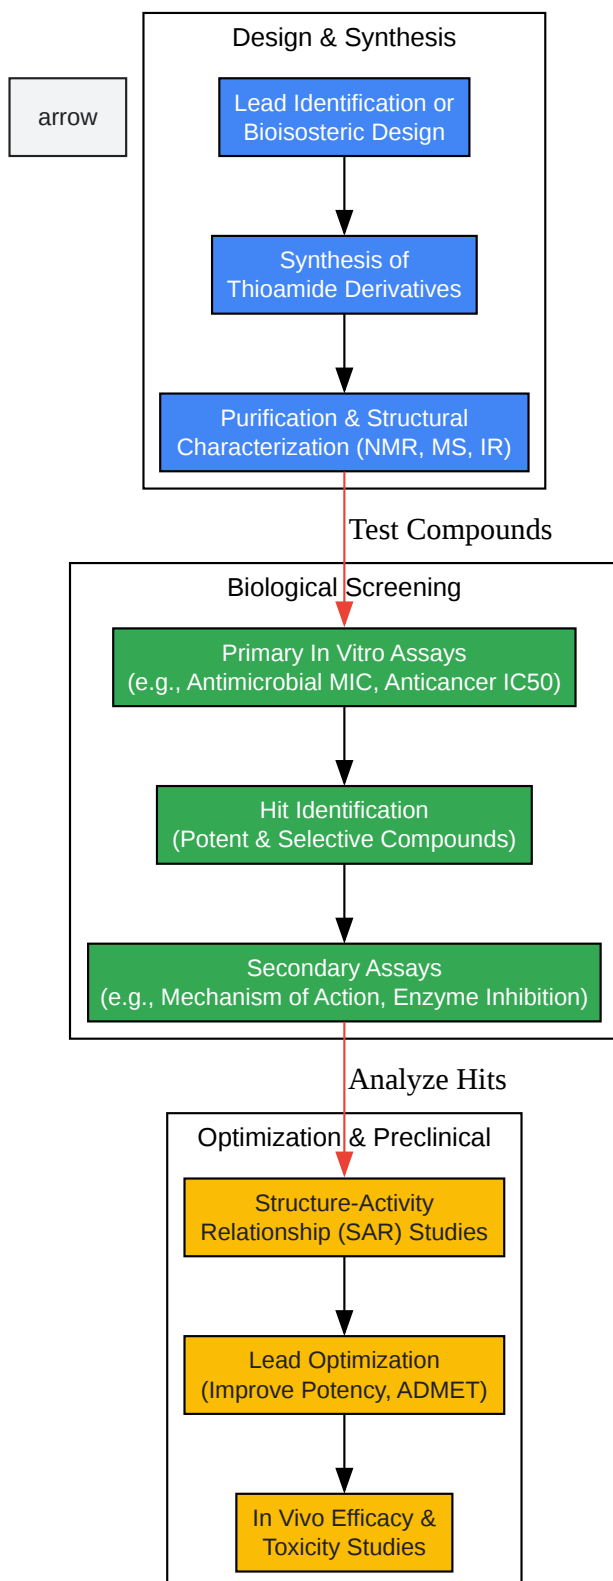 Design & Synthesis
arrow
Lead Identification or
Bioisosteric Design
Synthesis of
Thioamide Derivatives
Purification & Structural
Characterization (NMR, MS, IR)
Test Compounds
Biological Screening
Primary In Vitro Assays
(e.g., Antimicrobial MIC, Anticancer IC50)
Hit Identification
(Potent & Selective Compounds)
Secondary Assays
(e.g., Mechanism of Action, Enzyme Inhibition)
Analyze Hits
Optimization & Preclinical
Structure-Activity
Relationship (SAR) Studies
Lead Optimization
(Improve Potency, ADMET)
In Vivo Efficacy &
Toxicity Studies